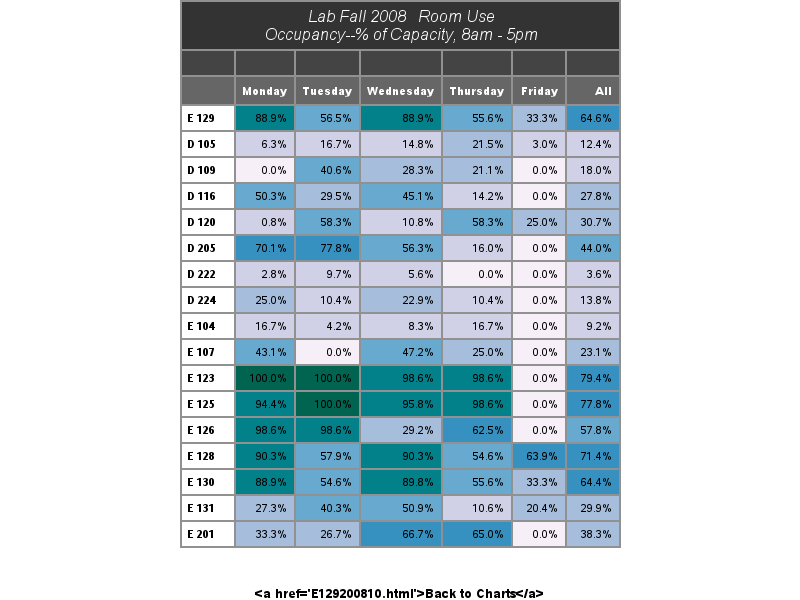 Lab Fall 2008 Room Use
Occupancy--% of Capacity, 8am - 5pm
Monday Tuesday Wednesday Thursday Friday All
E 129 88.9% 56.5% 88.9% 55.6% 33.3% 64.6%
D 105 6.3% 16.7% 14.8% 21.5% 3.0% 12.4%
D 109 0.0% 40.6% 28.3% 21.1% 0.0% 18.0%
D 116 50.3% 29.5% 45.1% 14.2% 0.0% 27.8%
D 120 0.8% 58.3% 10.8% 58.3% 25.0% 30.7%
D 205 70.1% 77.8% 56.3% 16.0% 0.0% 44.0%
D 222 2.8% 9.7% 5.6% 0.0% 0.0% 3.6%
D 224 25.0% 10.4% 22.9% 10.4% 0.0% 13.8%
E 104 16.7% 4.2% 8.3% 16.7% 0.0% 9.2%
E 107 43.1% 0.0% 47.2% 25.0% 0.0% 23.1%
E 123 100.0% 100.0% 98.6% 98.6% 0.0% 79.4%
E 125 94.4% 100.0% 95.8% 98.6% 0.0% 77.8%
E 126 98.6% 98.6% 29.2% 62.5% 0.0% 57.8%
E 128 90.3% 57.9% 90.3% 54.6% 63.9% 71.4%
E 130 88.9% 54.6% 89.8% 55.6% 33.3% 64.4%
E 131 27.3% 40.3% 50.9% 10.6% 20.4% 29.9%
E 201 33.3% 26.7% 66.7% 65.0% 0.0% 38.3%
<a href='E129200810.html'>Back to Charts</a>